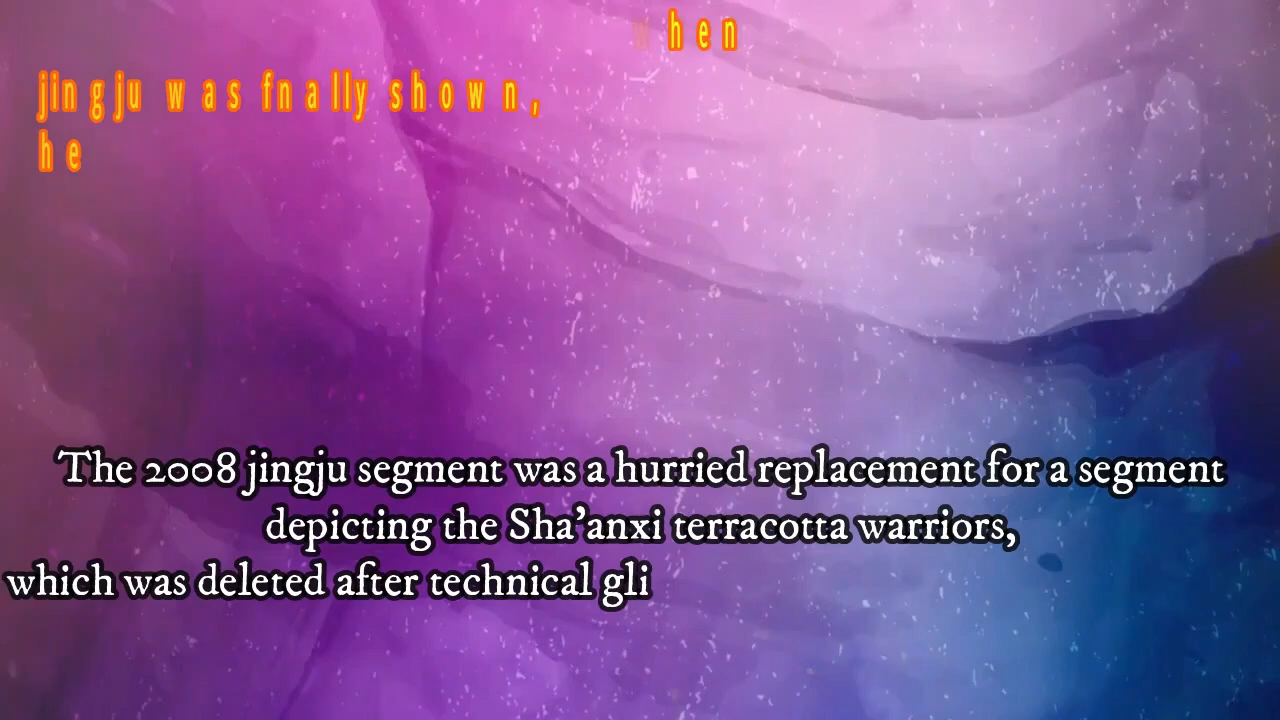 when
jingju was fnally shown,
he
The 2008 jingju segment was a hurried replacement for a segment
depicting the Sha’anxi terracotta warriors,
which was deleted after technical gli